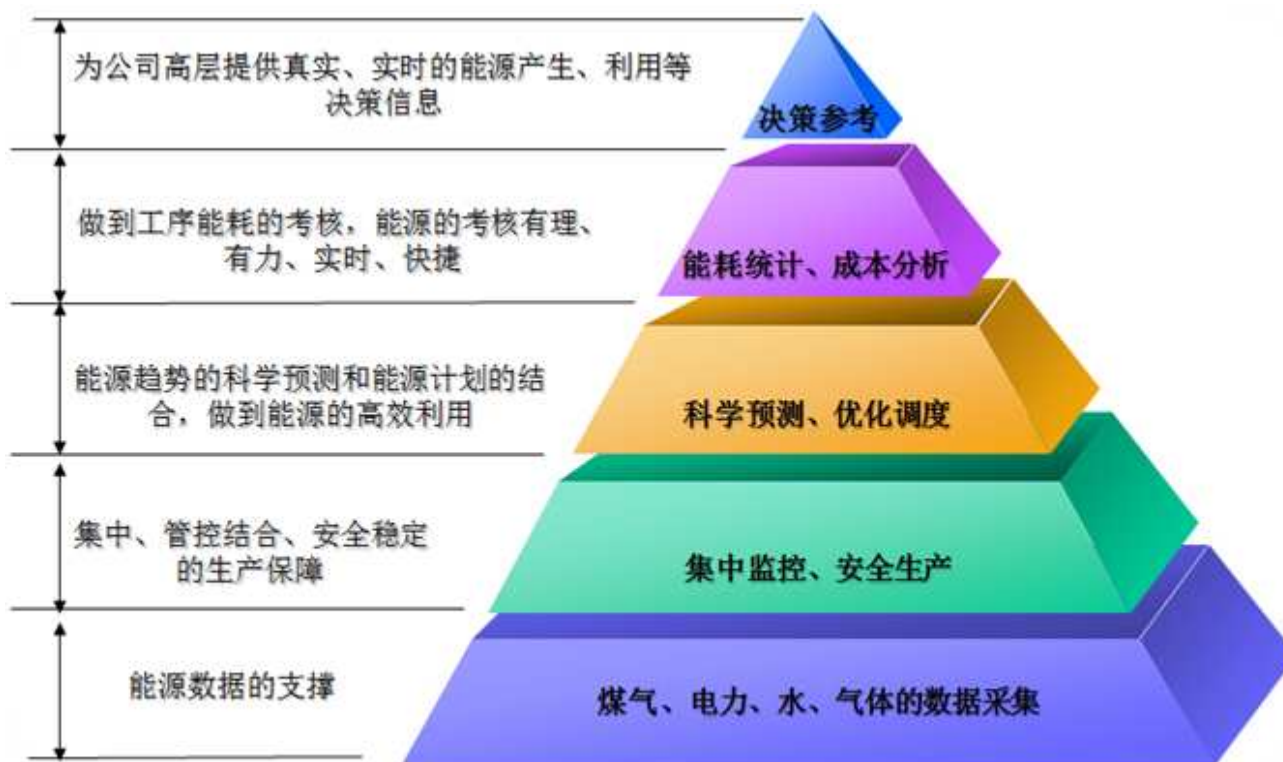 为公司高层提供真实、实时的能源产生、利用等
决策信息
决策参考
做到工序能耗的考核，能源的考核有理、
有力、实时、快捷
能耗统计、成本分析
能源趋势的科学预测和能源计划的结
合，做到能源的高效利用
科学预测、优化调度
集中、管控结合、安全稳定
的生产保障
集中监控、安全生产
能源数据的支撑
煤气、电力、水、气体的数据采集